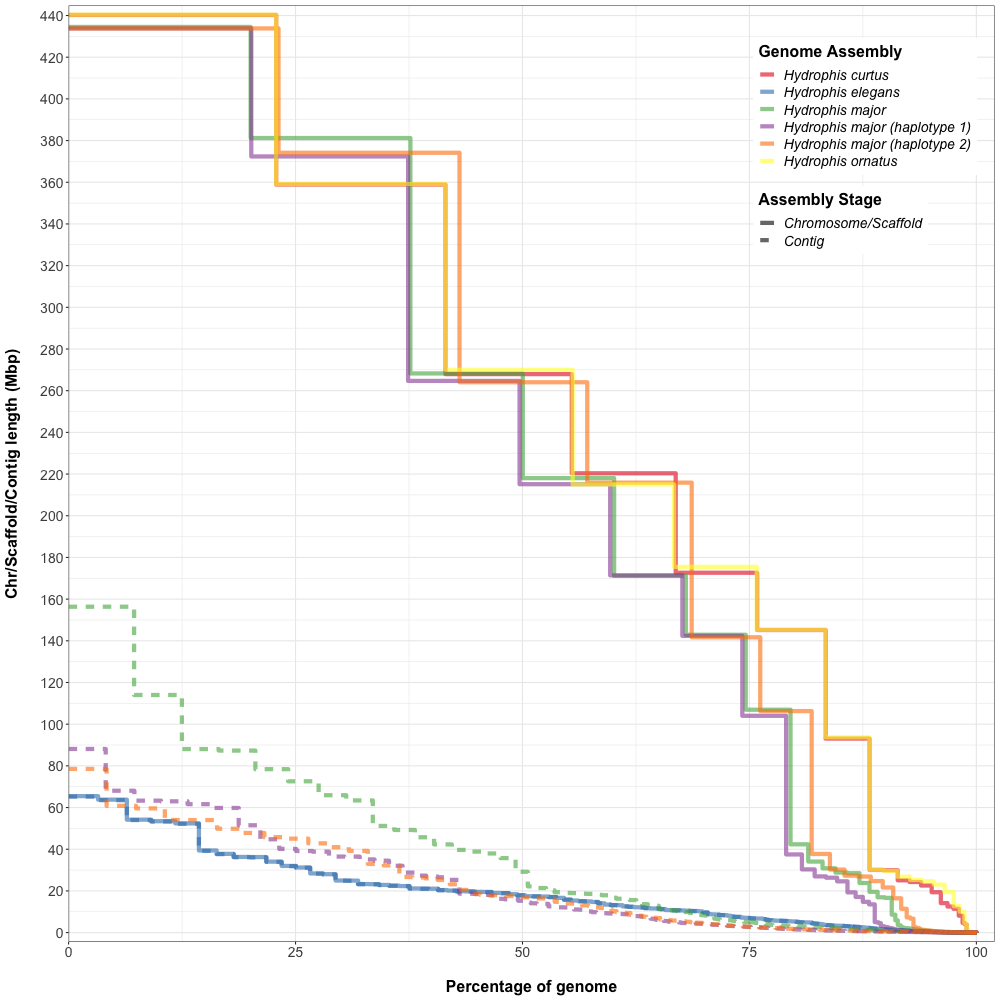 Genome Assembly
Hydrophis curtus
Hydrophis elegans
Hydrophis major
Hydrophis major (haplotype 1)
Hydrophis major (haplotype 2)
Hydrophis ornatus
Assembly Stage
Chromosome/Scaffold
Contig
Chr/Scaffold/Contig length (Mbp)
440
420
400
380
360
340
320
300
280
260
240
220
200
180
160
140
120
100
80
60
40
20
0
0 25 50 75 100
Percentage of genome